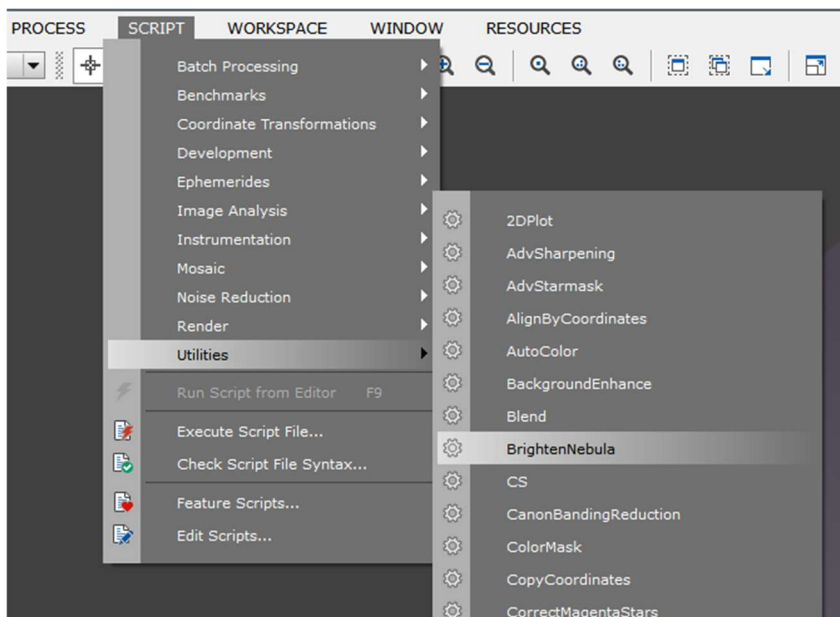 PROCESS SCRIPT WORKSPACE WINDOW RESOURCES
Batch Processing
Benchmarks
Coordinate Transformations
Development
Ephemerides
Image Analysis
Instrumentation
Mosaic
Noise Reduction
Render
Utilities
Run Script from Editor F9
Execute Script File...
Check Script File Syntax...
Feature Scripts...
Edit Scripts...
2DPlot
AdvSharpening
AdvStarmask
AlignByCoordinates
AutoColor
BackgroundEnhance
Blend
BrightenNebula
CS
CanonBandingReduction
ColorMask
CopyCoordinates
CorrectMagentaStars